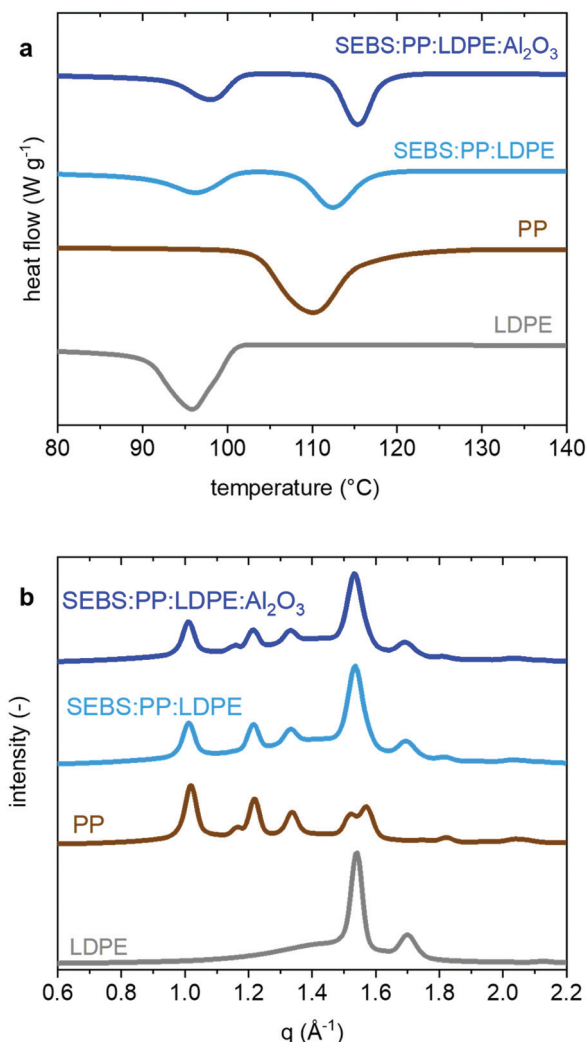 a
SEBS:PP:LDPE:Al₂O₃
SEBS:PP:LDPE
PP
LDPE
heat flow (W g⁻¹)
80 90 100 110 120 130 140
temperature (°C)
b
SEBS:PP:LDPE:Al₂O₃
SEBS:PP:LDPE
PP
LDPE
intensity (-)
0.6 0.8 1.0 1.2 1.4 1.6 1.8 2.0 2.2
q (Å⁻¹)